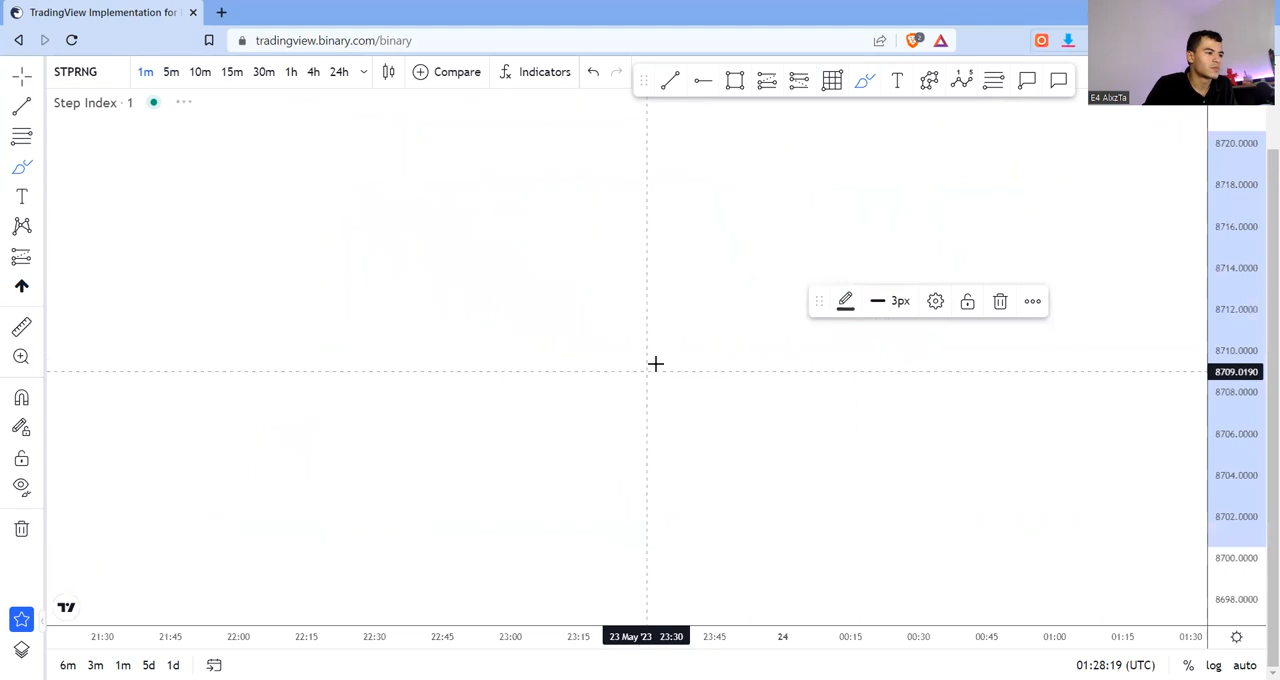 TradingView Implementation for
tradingview.binary.com/binary
2
STPRNG 1m 5m 10m 15m 30m 1h 4h 24h Compare Indicators
Step Index · 1
T
1 5
E4 AlxzTa
T
3px
8720.0000
8718.0000
8716.0000
8714.0000
8712.0000
8710.0000
8709.0190
8708.0000
8706.0000
8704.0000
8702.0000
8700.0000
8698.0000
21:30 21:45 22:00 22:15 22:30 22:45 23:00 23:15 23 May '23 23:30 23:45 24 00:15 00:30 00:45 01:00 01:15 01:30
6m 3m 1m 5d 1d 01:28:19 (UTC) % log auto